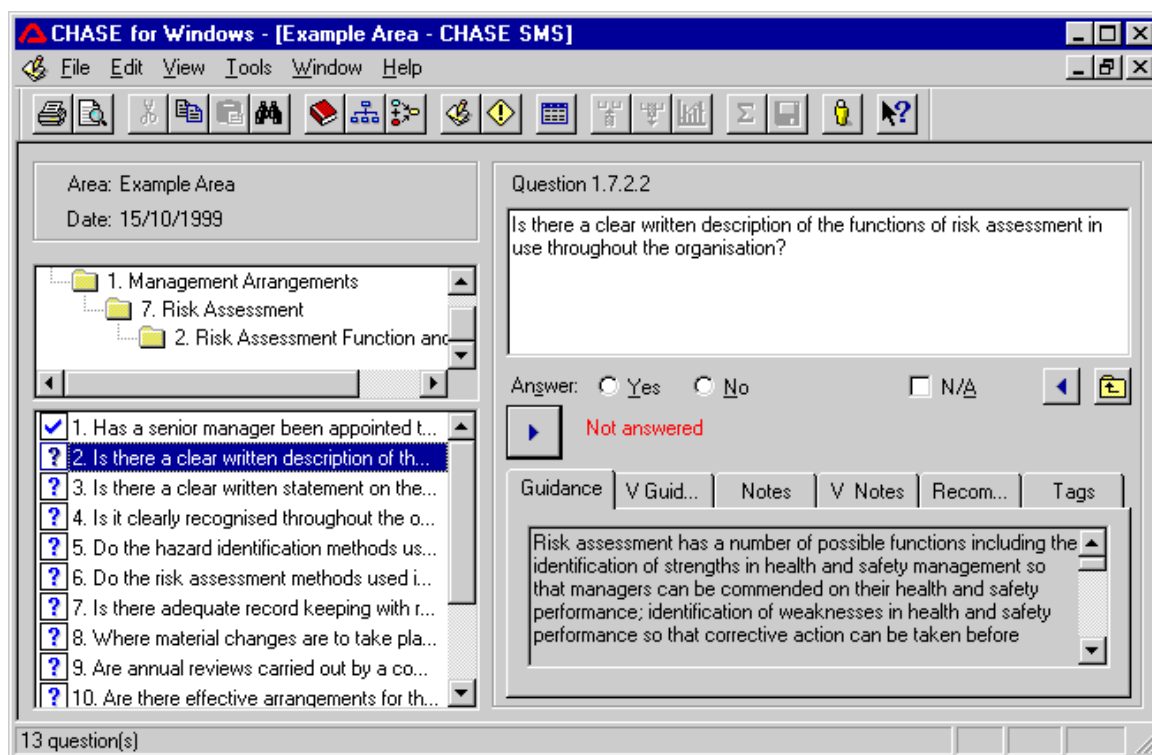 CHASE for Windows - [Example Area - CHASE SMS]
File Edit View Tools Window Help
Area: Example Area
Date: 15/10/1999
1. Management Arrangements
7. Risk Assessment
2. Risk Assessment Function and
1. Has a senior manager been appointed t...
2. Is there a clear written description of th...
3. Is there a clear written statement on the...
4. Is it clearly recognised throughout the o...
5. Do the hazard identification methods us...
6. Do the risk assessment methods used i...
7. Is there adequate record keeping with r...
8. Where material changes are to take pla...
9. Are annual reviews carried out by a co...
10. Are there effective arrangements for th...
Question 1.7.2.2
Is there a clear written description of the functions of risk assessment in
use throughout the organisation?
Answer: Yes No N/A
Not answered
Guidance V Guid... Notes V Notes Recom... Tags
Risk assessment has a number of possible functions including the
identification of strengths in health and safety management so
that managers can be commended on their health and safety
performance; identification of weaknesses in health and safety
performance so that corrective action can be taken before
13 question(s)